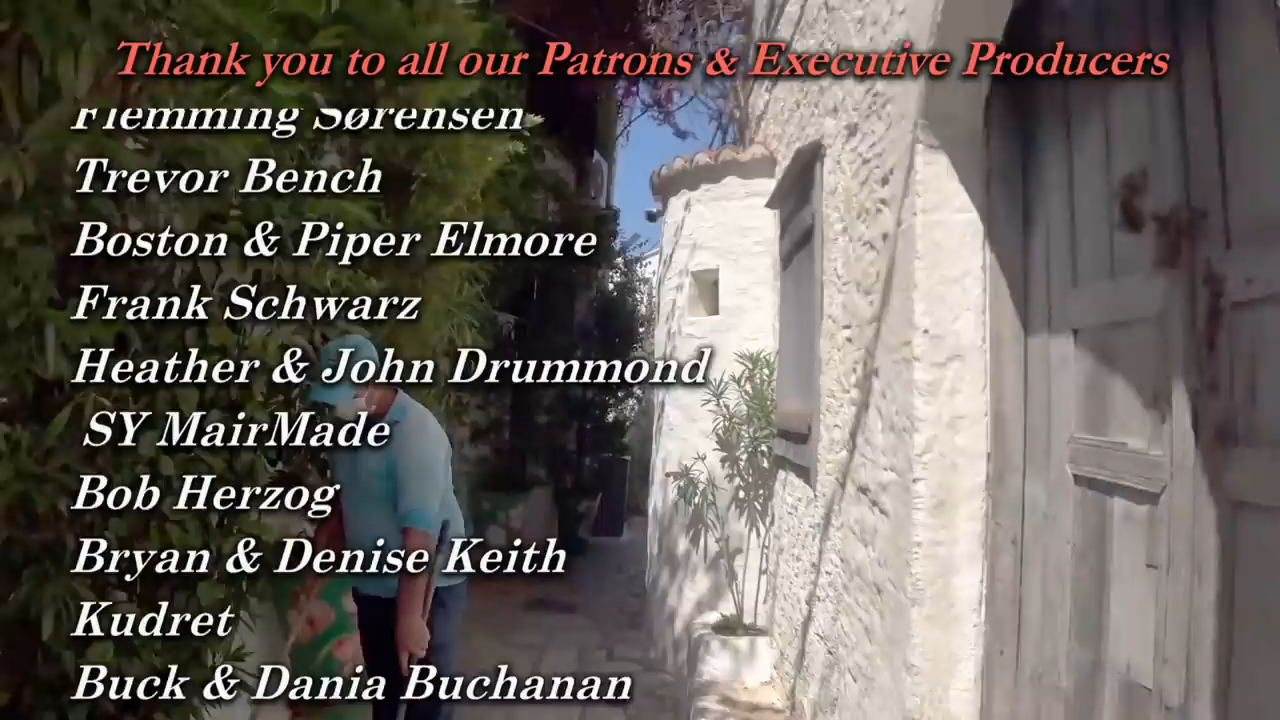 Thank you to all our Patrons & Executive Producers
Flemming Sørensen
Trevor Bench
Boston & Piper Elmore
Frank Schwarz
Heather & John Drummond
SY MairMade
Bob Herzog
Bryan & Denise Keith
Kudret
Buck & Dania Buchanan